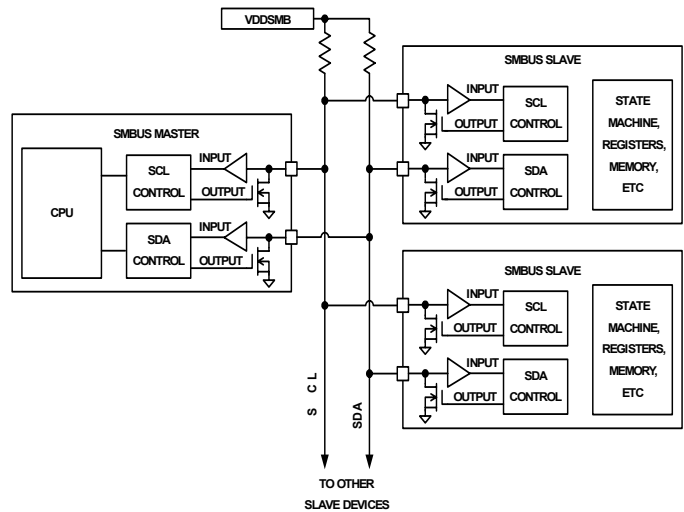 VDDSMB
SMBUS SLAVE
INPUT
SCL
CONTROL
OUTPUT
INPUT
SDA
CONTROL
OUTPUT
STATE
MACHINE,
REGISTERS,
MEMORY,
ETC
SMBUS MASTER
CPU
SCL
CONTROL
INPUT
OUTPUT
SDA
CONTROL
INPUT
OUTPUT
SMBUS SLAVE
INPUT
SCL
CONTROL
OUTPUT
INPUT
SDA
CONTROL
OUTPUT
STATE
MACHINE,
REGISTERS,
MEMORY,
ETC
S CL
SDA
TO OTHER
SLAVE DEVICES